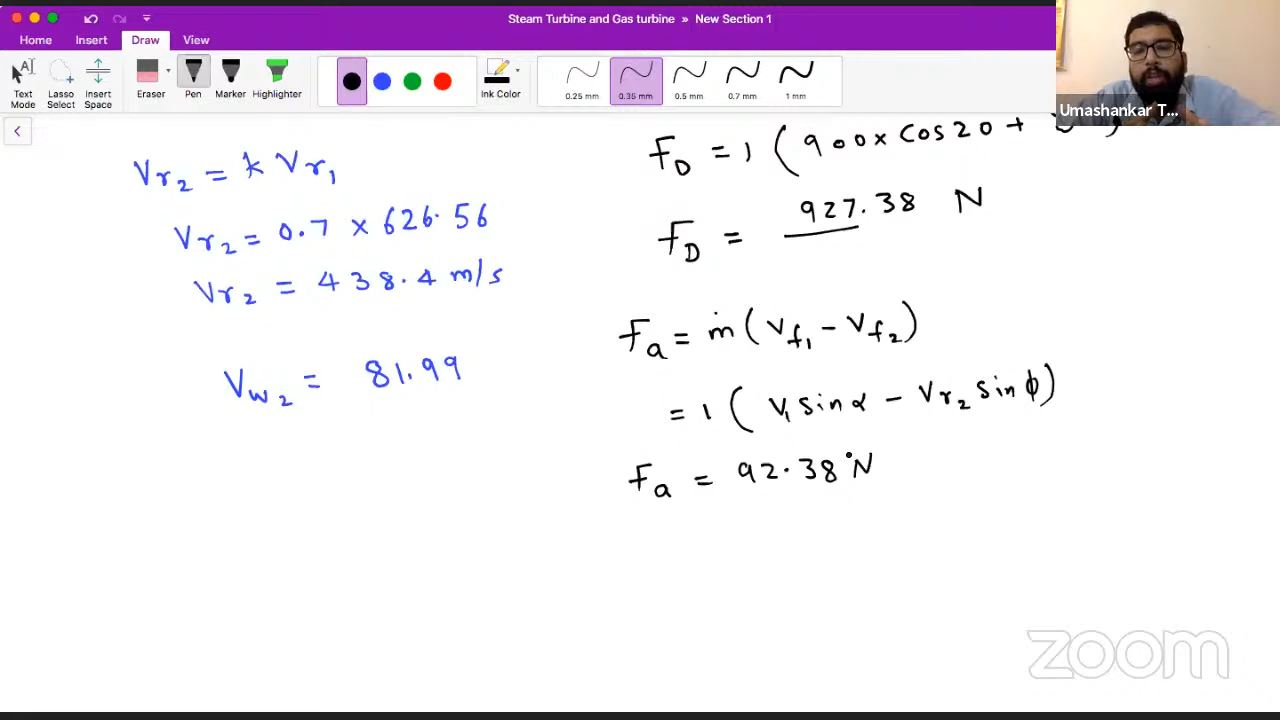 Steam Turbine and Gas turbine » New Section 1
Home Insert Draw View
Text Mode
Lasso Select
Insert Space
Eraser
Pen
Marker
Highlighter
Ink Color
0.25 mm
0.35 mm
0.5 mm
0.7 mm
1 mm
Umashankar T...
Vr₂ = k Vr₁
Vr₂ = 0.7 × 626.56
Vr₂ = 438.4 m/s
Vw₂ = 81.99
F_D = 1 ( 900 × Cos 20 +
F_D = 927.38 N
Fa = ṁ ( Vf₁ - Vf₂ )
= 1 ( V₁ sin α - Vr₂ sin ϕ )
Fa = 92.38 N
zoom